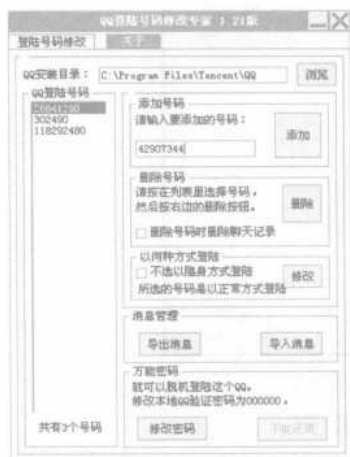 QQ登陆号码修改专家 1.21版
登陆号码修改
关于
QQ安装目录：
C:\Program Files\Tencent\QQ
浏览
QQ登陆号码
302490
118292480
共有3个号码
添加号码
请输入要添加的号码：
42907344
添加
删除号码
请按在列表里选择号码，
然后按右边的删除按钮。
删除
删除号码时删除聊天记录
以何种方式登陆
不选以隐身方式登陆
所选的号码是以正常方式登陆
修改
消息管理
导出消息
导入消息
万能密码
就可以脱机登陆这个QQ。
修改本地QQ验证密码为000000，
修改密码